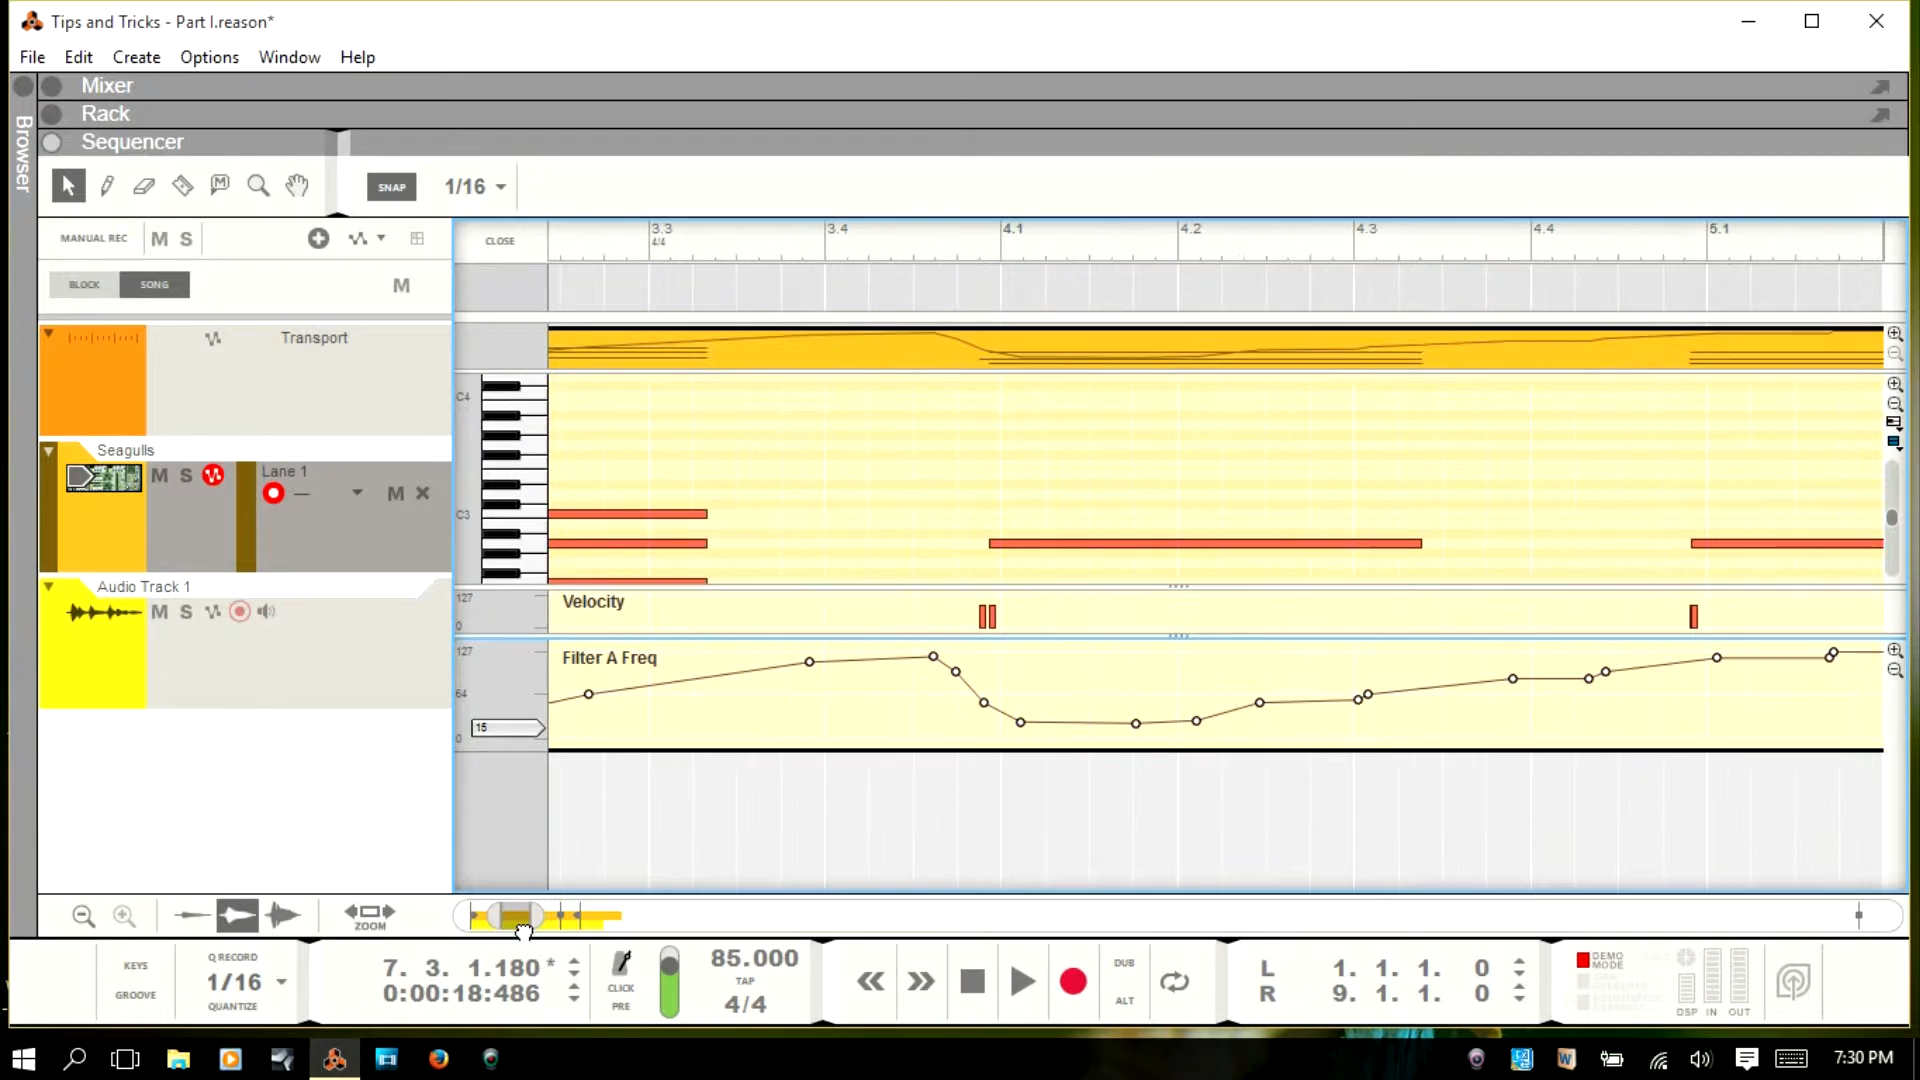 Tips and Tricks - Part I.reason*
File Edit Create Options Window Help
Mixer
Rack
Sequencer
Browser
M
SNAP 1/16
MANUAL REC M S
CLOSE
3.3 3.4 4.1 4.2 4.3 4.4 5.1
4/4
BLOCK SONG M
Transport
C4
Seagulls
M S Lane 1
M
C3
Audio Track 1
M S
127
0
Velocity
127
64
0
15
Filter A Freq
ZOOM
KEYS
GROOVE
Q RECORD
1/16
QUANTIZE
7. 3. 1.180 *
0:00:18:486
CLICK
PRE
85.000
TAP
4/4
DUB
ALT
L 1. 1. 1. 0
R 9. 1. 1. 0
DEMO
MODE
DSP IN OUT
7:30 PM